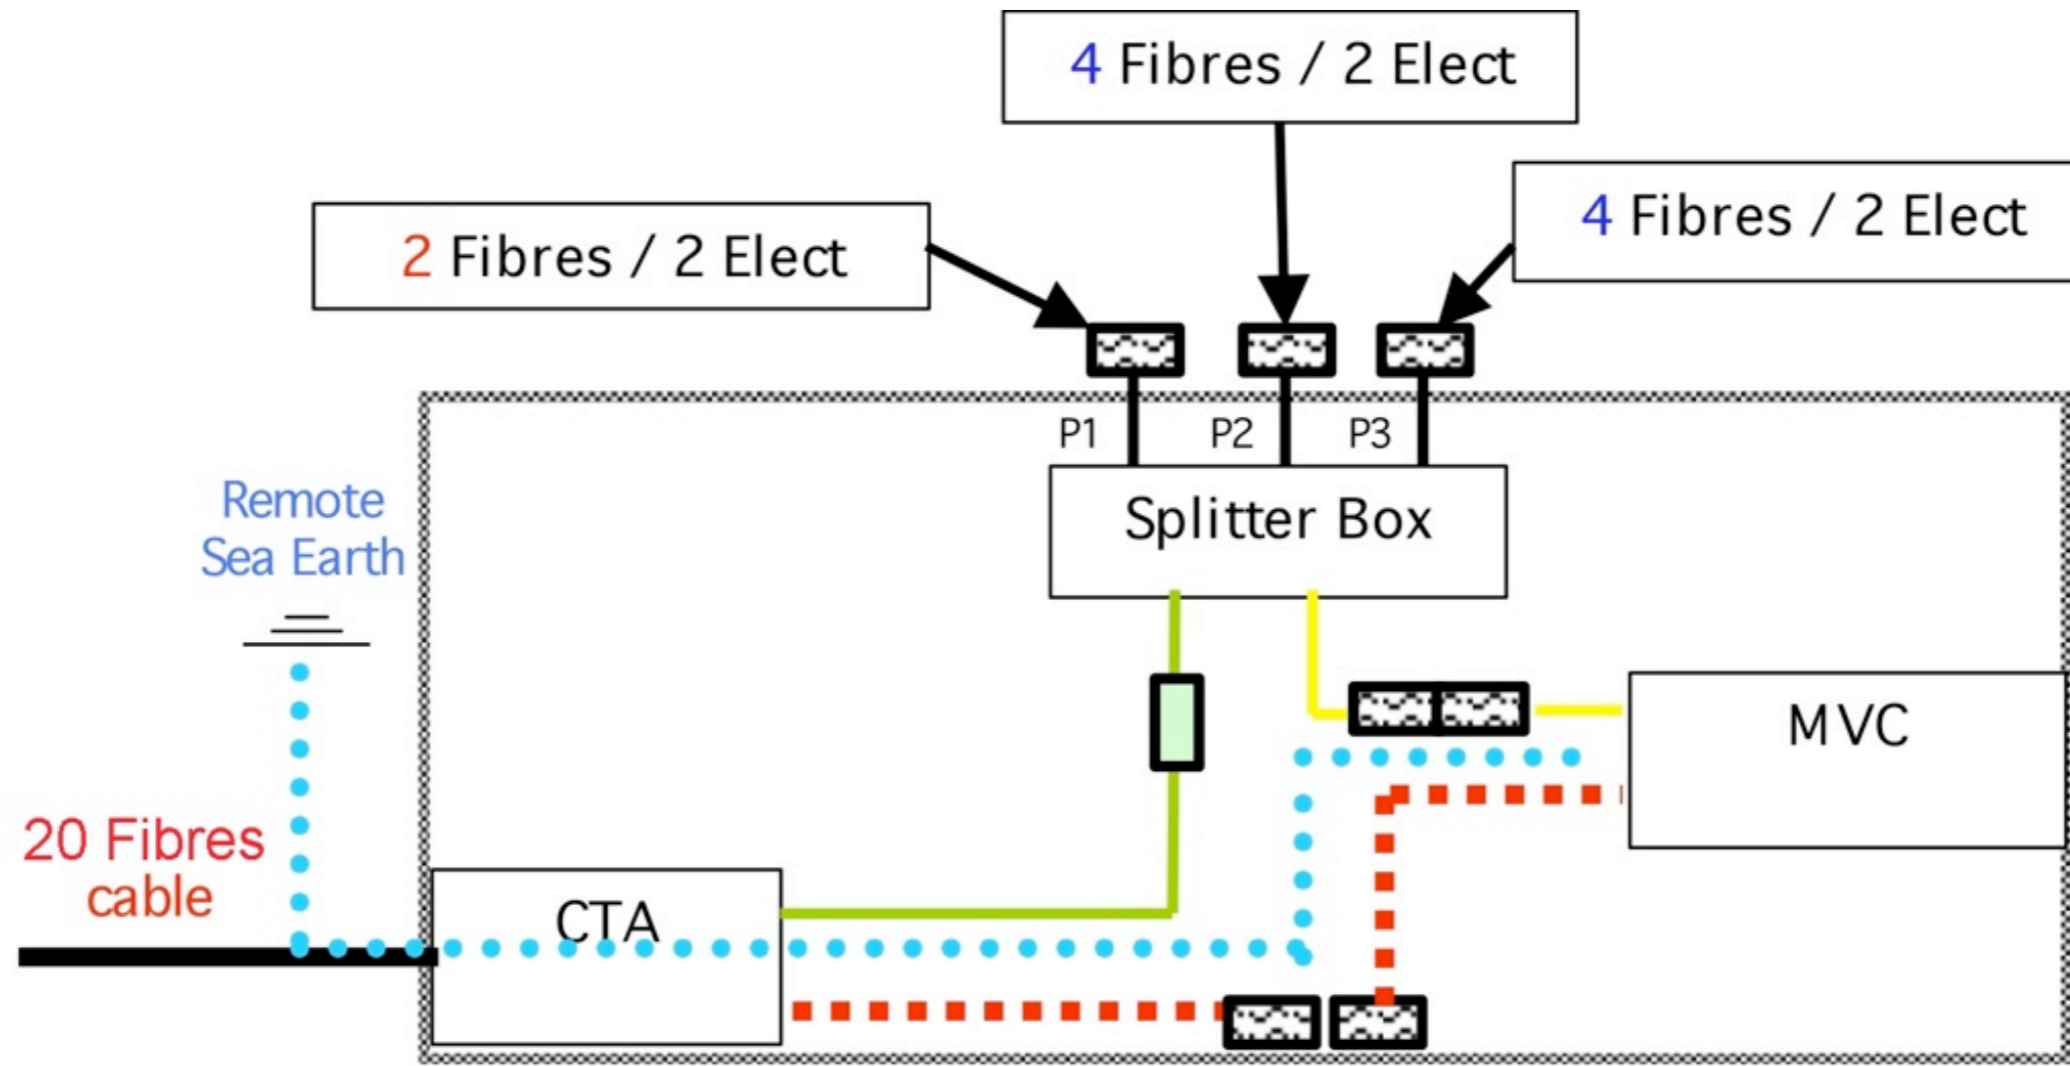 4 Fibres / 2 Elect
4 Fibres / 2 Elect
2 Fibres / 2 Elect
P1 P2 P3
Splitter Box
Remote
Sea Earth
MVC
20 Fibres
cable
CTA